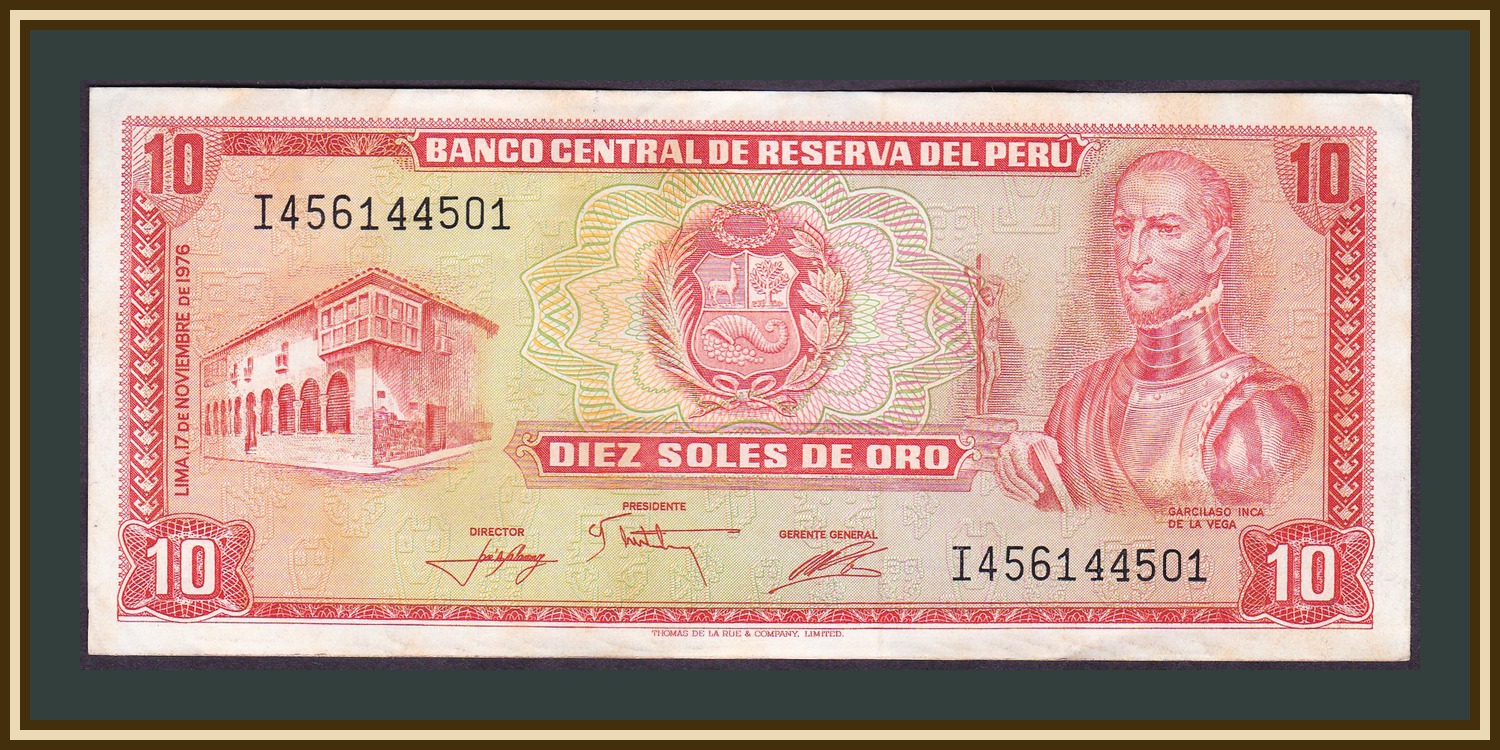 10
BANCO CENTRAL DE RESERVA DEL PERÚ
10
I456144501
LIMA, 17 DE NOVIEMBRE DE 1976
DIEZ SOLES DE ORO
GARCILASO INCA
DE LA VEGA
PRESIDENTE
DIRECTOR
GERENTE GENERAL
I456144501
10
10
THOMAS DE LA RUE & COMPANY, LIMITED.